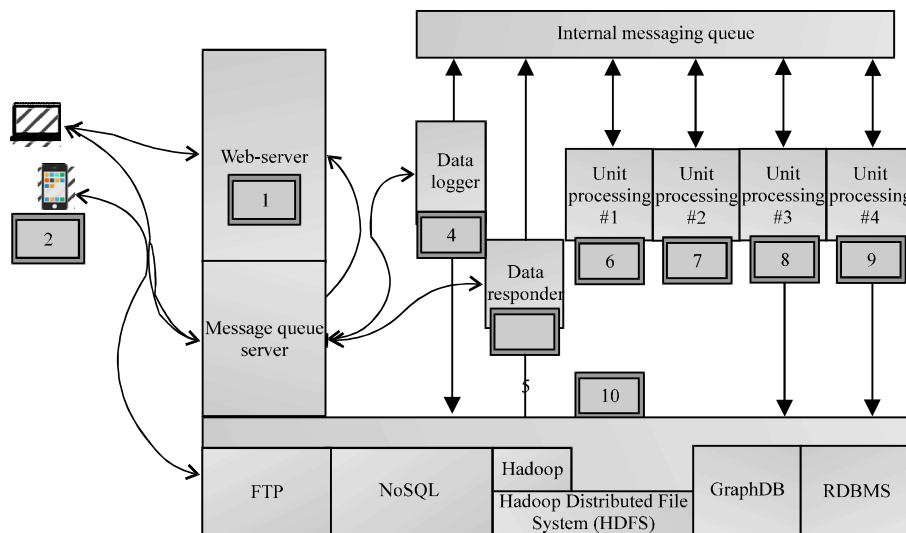 Internal messaging queue
Web-server
1
2
Message queue
server
Data
logger
4
Data
responder
5
Unit
processing
#1
6
Unit
processing
#2
7
Unit
processing
#3
8
Unit
processing
#4
9
10
FTP
NoSQL
Hadoop
Hadoop Distributed File
System (HDFS)
GraphDB
RDBMS